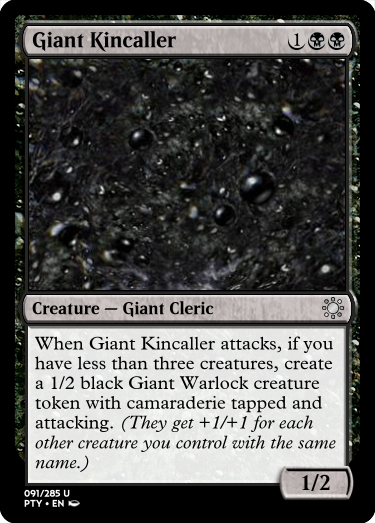 Giant Kincaller 1
Creature — Giant Cleric
When Giant Kincaller attacks, if you
have less than three creatures, create
a 1/2 black Giant Warlock creature
token with camaraderie tapped and
attacking. (They get +1/+1 for each
other creature you control with the same
name.)
1/2
091/285 U
PTY • EN